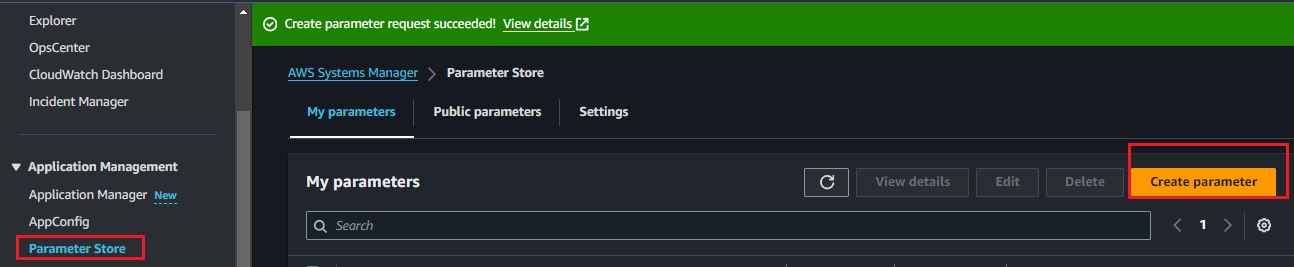 Explorer
OpsCenter
CloudWatch Dashboard
Incident Manager
Application Management
Application Manager New
AppConfig
Parameter Store
Create parameter request succeeded! View details
AWS Systems Manager Parameter Store
My parameters Public parameters Settings
My parameters View details Edit Delete Create parameter
Search 1